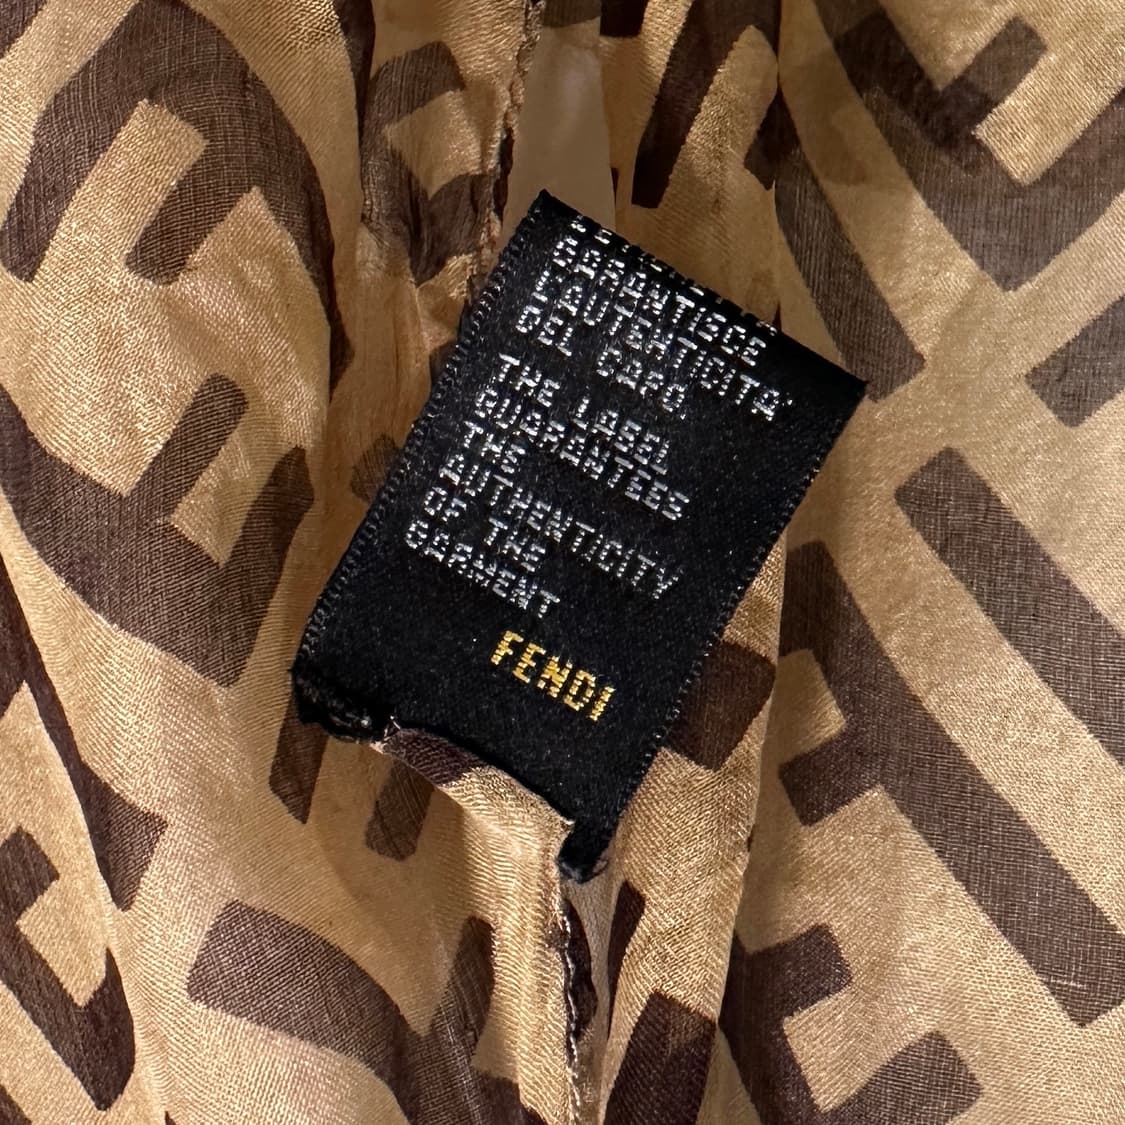 GARANTISCE
L'AUTENTICITA'
DEL CAPO.
THE LABEL
GUARANTEES
THE
AUTHENTICITY
OF THE
GARMENT
FENDI